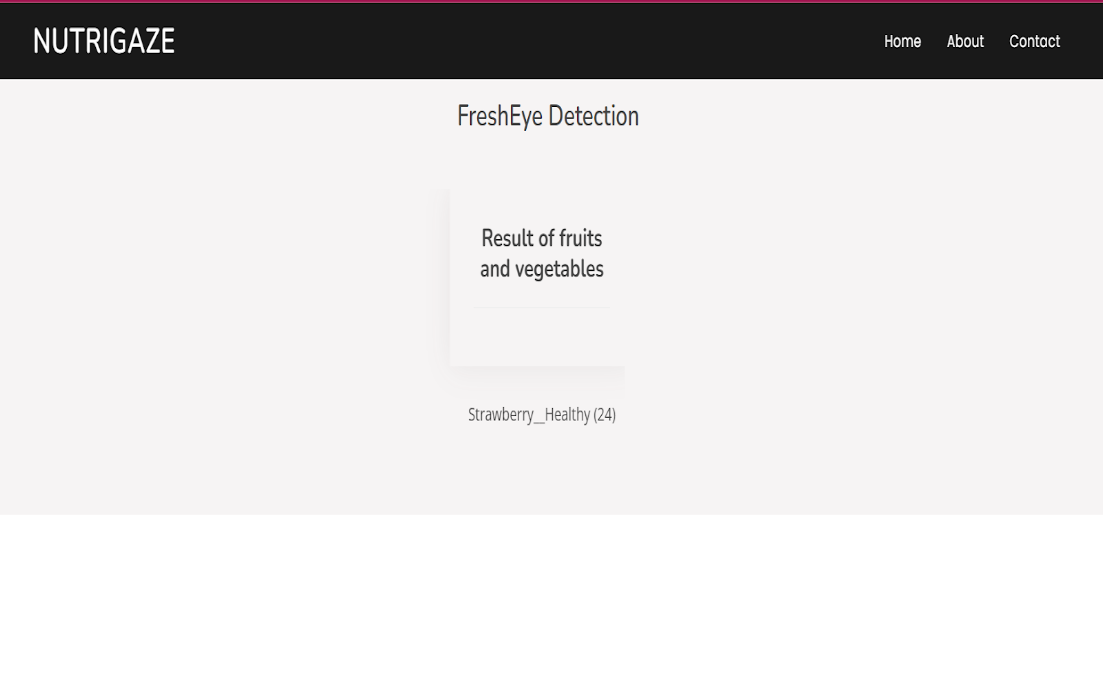 NUTRIGAZE
Home About Contact
FreshEye Detection
Result of fruits
and vegetables
Strawberry__Healthy (24)